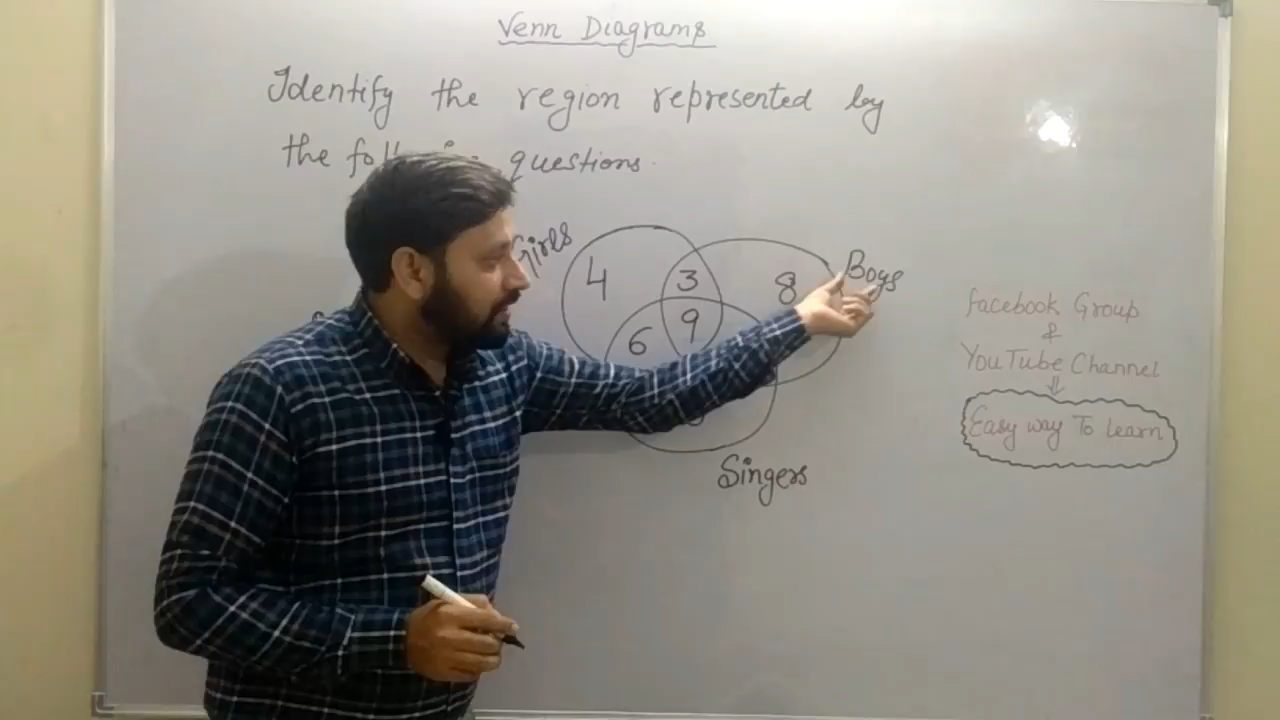 Venn Diagrams
Identify the region represented by
the questions.
Girls
4
3
8
Boys
6
9
Singers
facebook Group
&
YouTube Channel
⇓
Easy way To Learn